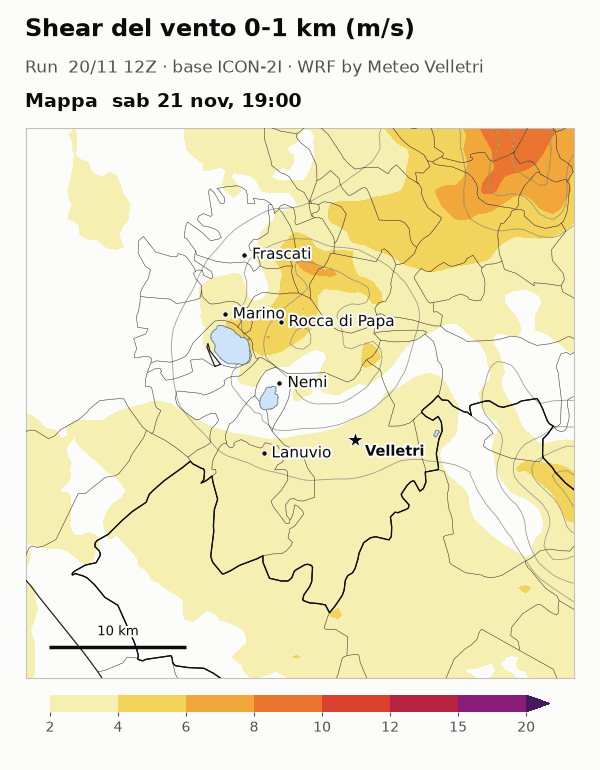 Shear del vento 0-1 km (m/s)
Run  20/11 12Z · base ICON-2I · WRF by Meteo Velletri
Mappa  sab 21 nov, 19:00
Frascati
Marino
Rocca di Papa
Nemi
Velletri
Lanuvio
10 km
2 4 6 8 10 12 15 20